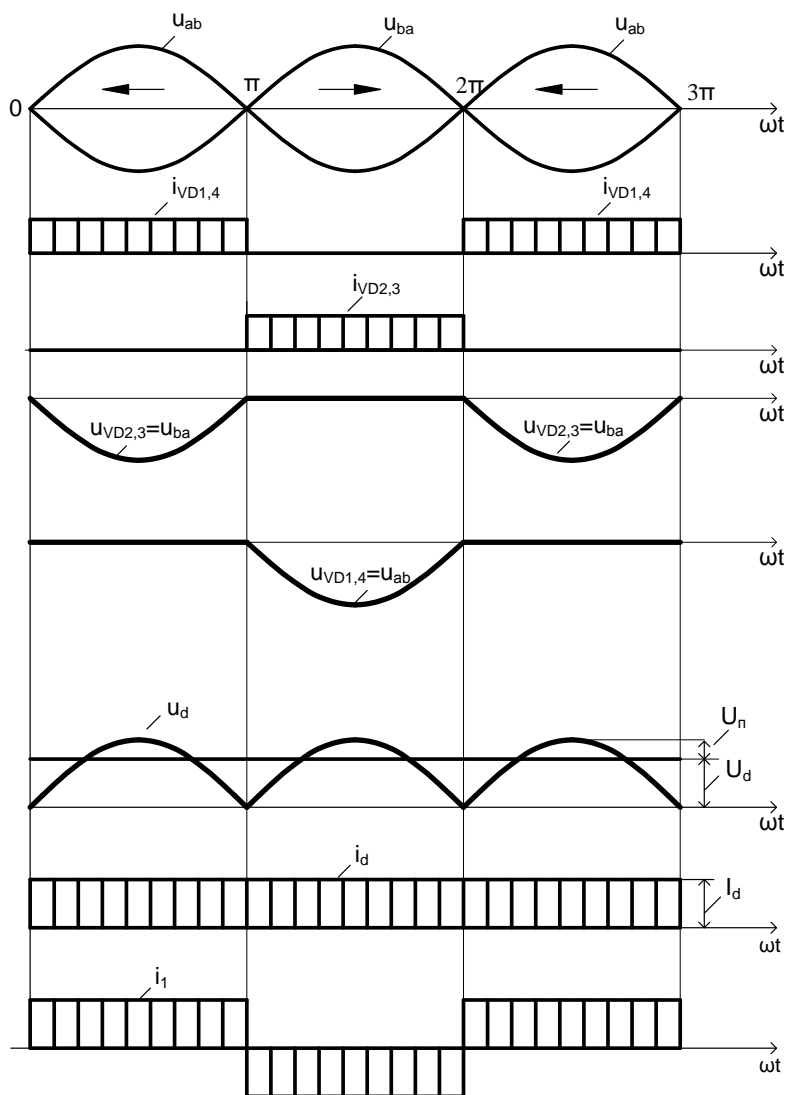 u_ab u_ba u_ab
0 π 2π 3π
ωt
i_VD1,4 i_VD1,4
ωt
i_VD2,3
ωt
ωt
u_VD2,3=u_ba u_VD2,3=u_ba
ωt
u_VD1,4=u_ab
u_d U_п
U_d
ωt
i_d I_d
ωt
i_1
ωt